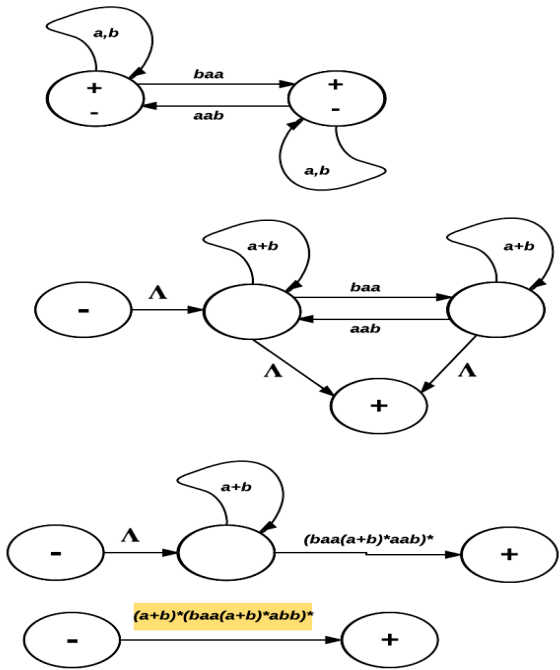 a,b
+
-
baa
aab
+
-
a,b
a+b
a+b
-
Λ
baa
aab
Λ
Λ
+
a+b
-
Λ
(baa(a+b)*aab)*
+
(a+b)*(baa(a+b)*abb)*
-
+